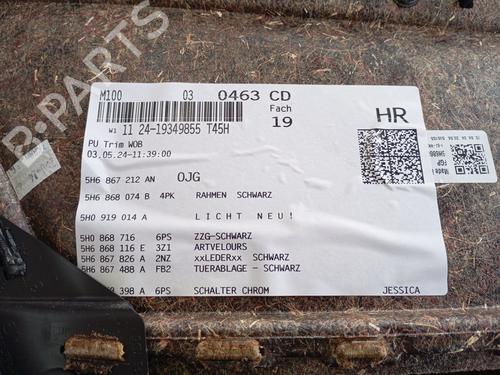 B-PARTS
M100 03 0463 CD
Fach
19
HR
Wi 11 24-19349855 T45H
PU Trim WOB
03.05.24-11:39:00
5H6 867 212 AN OJG
5H6 868 074 B 4PK RAHMEN SCHWARZ
5H0 919 014 A LICHT NEU!
5H0 868 716 6PS ZZG-SCHWARZ
5H6 868 116 E 3Z1 ARTVELOURS
5H6 867 826 A 2NZ xxLEDERxx SCHWARZ
5H6 867 488 A FB2 TUERABLAGE - SCHWARZ
398 A 6PS SCHALTER CHROM JESSICA